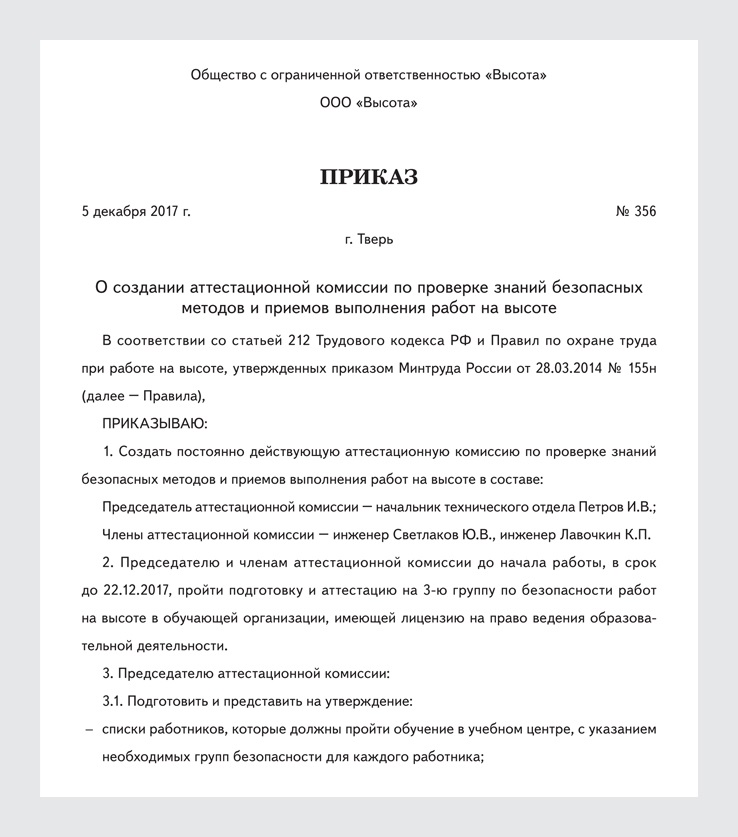 Общество с ограниченной ответственностью «Высота»
ООО «Высота»
ПРИКАЗ
5 декабря 2017 г. № 356
г. Тверь
О создании аттестационной комиссии по проверке знаний безопасных
методов и приемов выполнения работ на высоте
В соответствии со статьей 212 Трудового кодекса РФ и Правил по охране труда
при работе на высоте, утвержденных приказом Минтруда России от 28.03.2014 № 155н
(далее — Правила),
ПРИКАЗЫВАЮ:
1. Создать постоянно действующую аттестационную комиссию по проверке знаний
безопасных методов и приемов выполнения работ на высоте в составе:
Председатель аттестационной комиссии — начальник технического отдела Петров И.В.;
Члены аттестационной комиссии — инженер Светлаков Ю.В., инженер Лавочкин К.П.
2. Председателю и членам аттестационной комиссии до начала работы, в срок
до 22.12.2017, пройти подготовку и аттестацию на 3-ю группу по безопасности работ
на высоте в обучающей организации, имеющей лицензию на право ведения образова-
тельной деятельности.
3. Председателю аттестационной комиссии:
3.1. Подготовить и представить на утверждение:
– списки работников, которые должны пройти обучение в учебном центре, с указанием
необходимых групп безопасности для каждого работника;